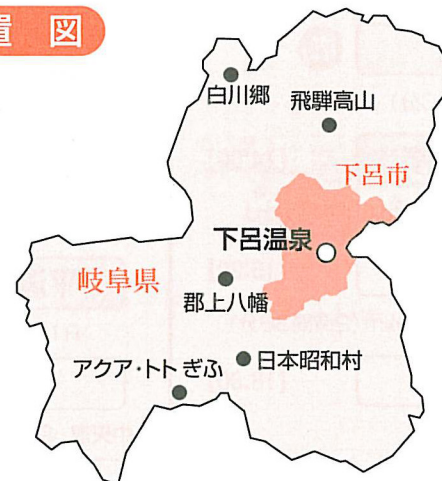 置 図
白川郷
飛騨高山
下呂市
下呂温泉
岐阜県
郡上八幡
日本昭和村
アクア・トト ぎふ